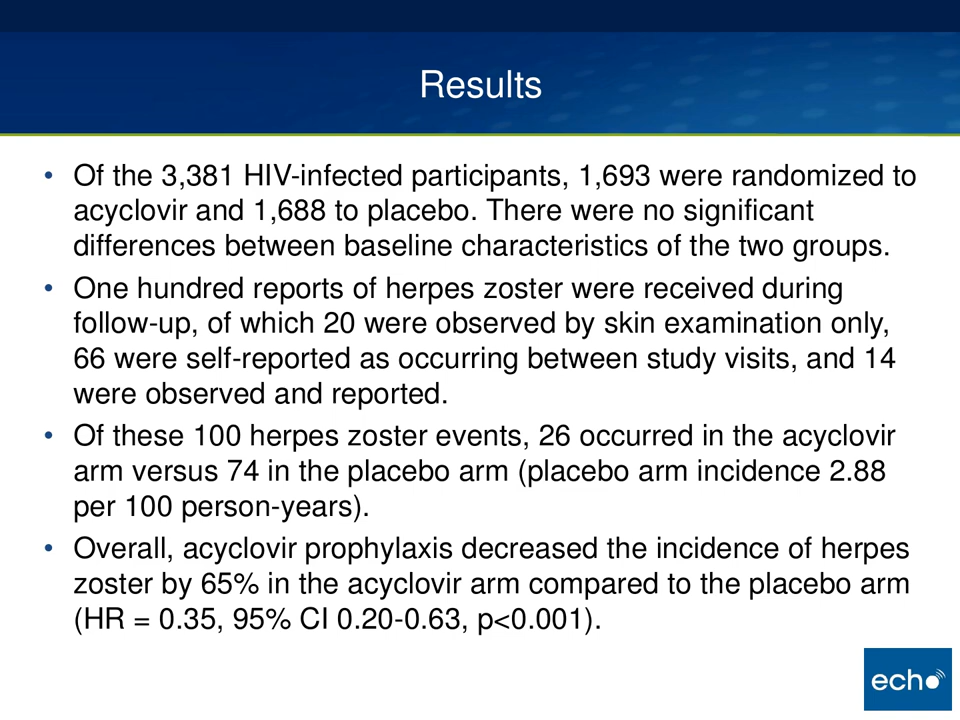 Results
• Of the 3,381 HIV-infected participants, 1,693 were randomized to
acyclovir and 1,688 to placebo. There were no significant
differences between baseline characteristics of the two groups.
• One hundred reports of herpes zoster were received during
follow-up, of which 20 were observed by skin examination only,
66 were self-reported as occurring between study visits, and 14
were observed and reported.
• Of these 100 herpes zoster events, 26 occurred in the acyclovir
arm versus 74 in the placebo arm (placebo arm incidence 2.88
per 100 person-years).
• Overall, acyclovir prophylaxis decreased the incidence of herpes
zoster by 65% in the acyclovir arm compared to the placebo arm
(HR = 0.35, 95% CI 0.20-0.63, p<0.001).
echo